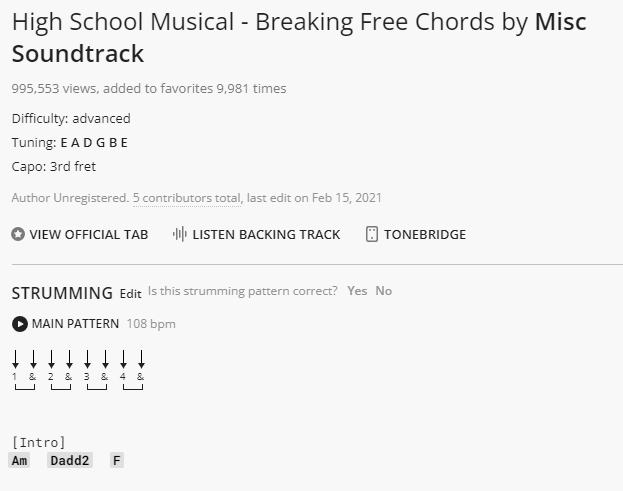 High School Musical - Breaking Free Chords by Misc
Soundtrack
995,553 views, added to favorites 9,981 times
Difficulty: advanced
Tuning: E A D G B E
Capo: 3rd fret
Author Unregistered. 5 contributors total, last edit on Feb 15, 2021
VIEW OFFICIAL TAB LISTEN BACKING TRACK TONEBRIDGE
STRUMMING Edit Is this strumming pattern correct? Yes No
MAIN PATTERN 108 bpm
1 & 2 & 3 & 4 &
[Intro]
Am Dadd2 F